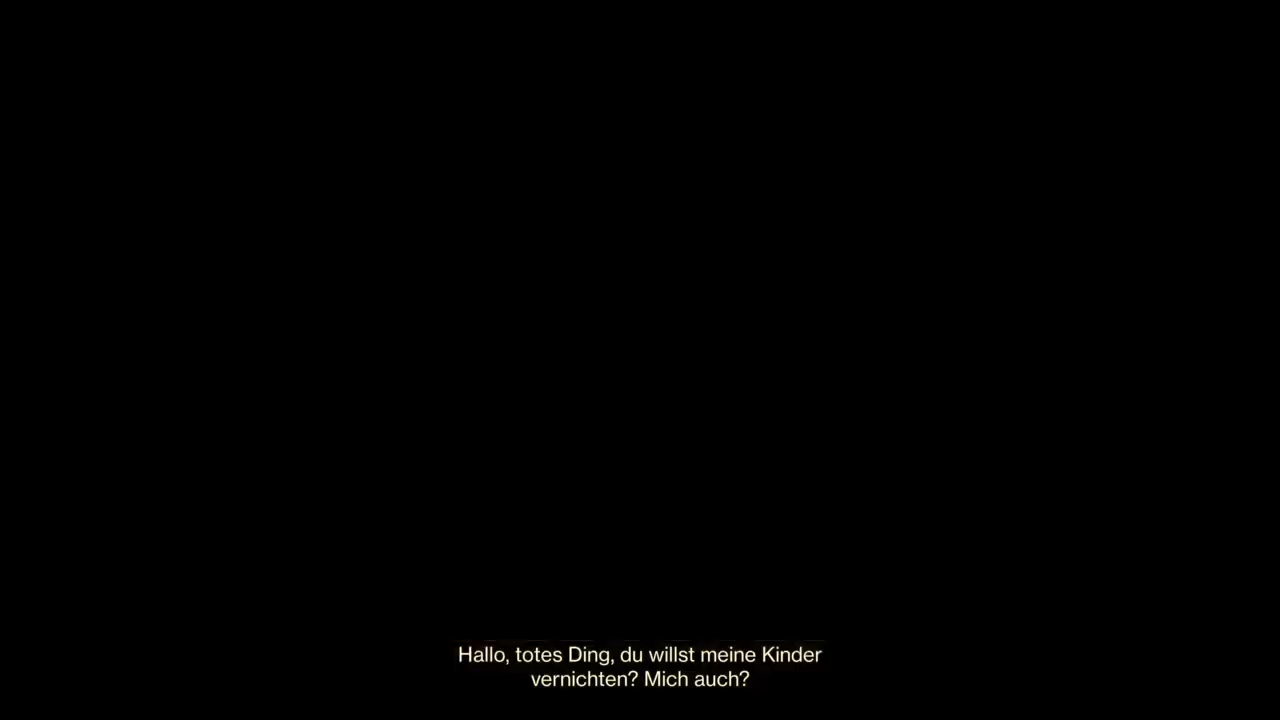 Hallo, totes Ding, du willst meine Kinder
vernichten? Mich auch?